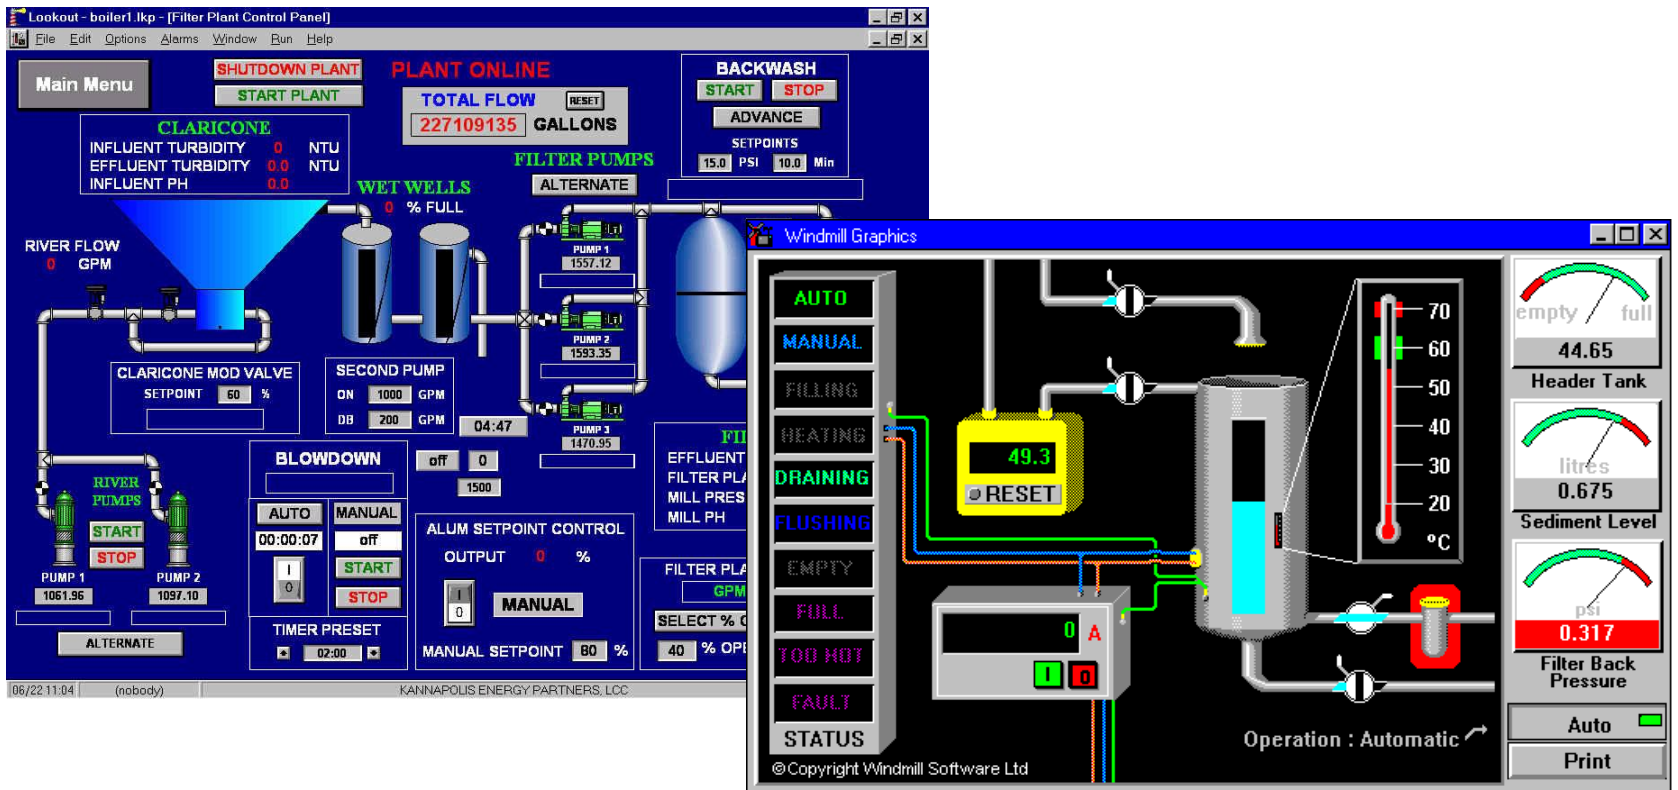 Lookout - boiler1.lkp - [Filter Plant Control Panel]
File Edit Options Alarms Window Run Help
Main Menu
SHUTDOWN PLANT
START PLANT
PLANT ONLINE
TOTAL FLOW RESET
227109135 GALLONS
BACKWASH
START STOP
ADVANCE
SETPOINTS
15.0 PSI 10.0 Min
CLARICONE
INFLUENT TURBIDITY 0 NTU
EFFLUENT TURBIDITY 0.0 NTU
INFLUENT PH 0.0
WET WELLS
0 % FULL
FILTER PUMPS
ALTERNATE
PUMP 1
1557.12
PUMP 2
1593.35
PUMP 3
1470.95
RIVER FLOW
0 GPM
CLARICONE MOD VALVE
SETPOINT 60 %
SECOND PUMP
ON 1000 GPM
DB 200 GPM
04:47
off 0
1500
RIVER
PUMPS
START
STOP
PUMP 1
1061.96
PUMP 2
1097.10
ALTERNATE
BLOWDOWN
AUTO MANUAL
00:00:07 off
I
0
START
STOP
TIMER PRESET
02:00
ALUM SETPOINT CONTROL
OUTPUT 0 %
I
0
MANUAL
MANUAL SETPOINT 80 %
FI
EFFLUENT
FILTER PLA
MILL PRES
MILL PH
FILTER PLA
GPM
SELECT %
40 % OPE
06/22 11:04 (nobody) KANNAPOLIS ENERGY PARTNERS, LCC
Windmill Graphics
AUTO
MANUAL
FILLING
HEATING
DRAINING
FLUSHING
EMPTY
FULL
TOO HOT
FAULT
STATUS
©Copyright Windmill Software Ltd
49.3
RESET
0 A
I 0
70
60
50
40
30
20
ºC
Operation : Automatic
empty full
44.65
Header Tank
litres
0.675
Sediment Level
psi
0.317
Filter Back
Pressure
Auto
Print